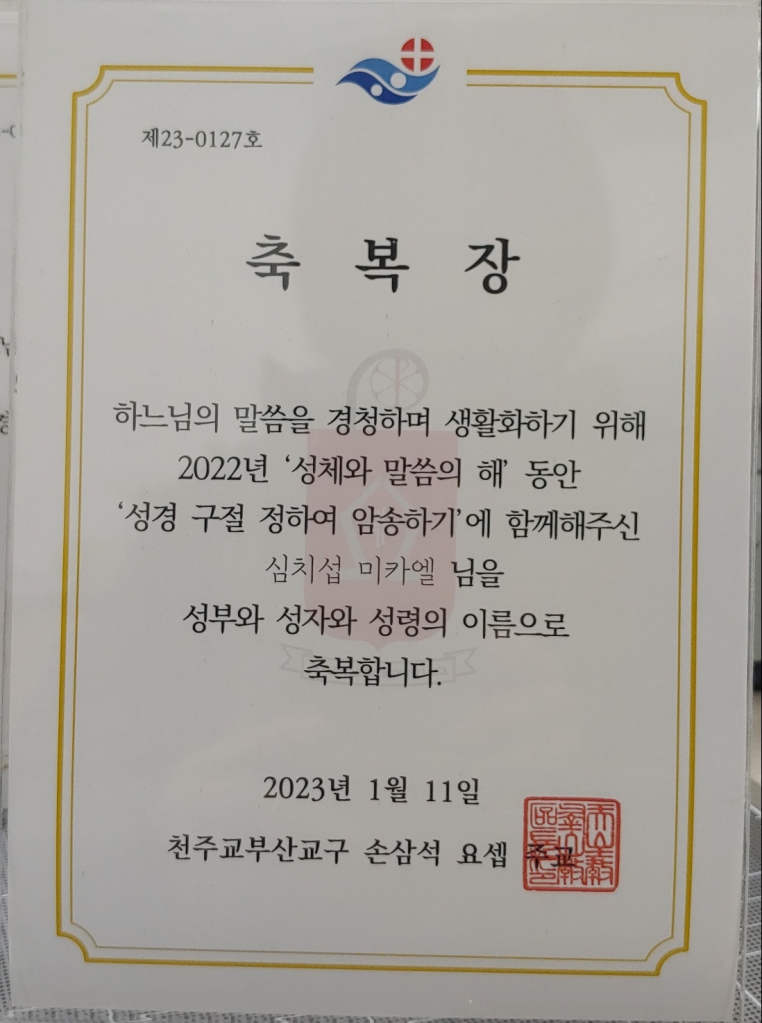 제23-0127호
축 복 장
하느님의 말씀을 경청하며 생활화하기 위해
2022년 ‘성체와 말씀의 해’ 동안
‘성경 구절 정하여 암송하기’에 함께해주신
심치섭 미카엘 님을
성부와 성자와 성령의 이름으로
축복합니다.
2023년 1월 11일
천주교부산교구 손삼석 요셉 주교